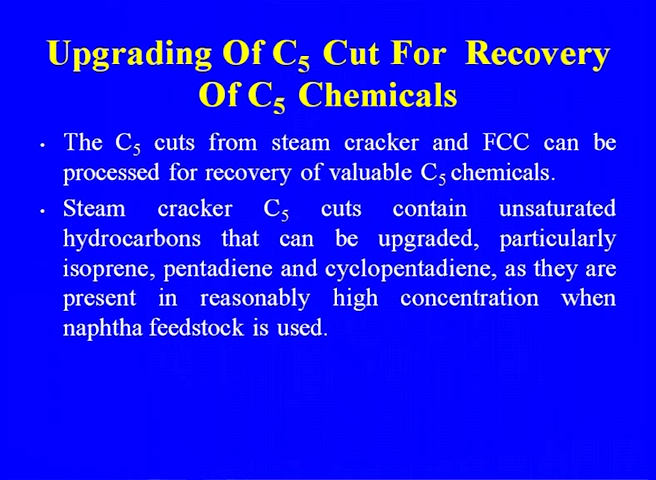 Upgrading Of C₅ Cut For Recovery
Of C₅ Chemicals
• The C₅ cuts from steam cracker and FCC can be
processed for recovery of valuable C₅ chemicals.
• Steam cracker C₅ cuts contain unsaturated
hydrocarbons that can be upgraded, particularly
isoprene, pentadiene and cyclopentadiene, as they are
present in reasonably high concentration when
naphtha feedstock is used.